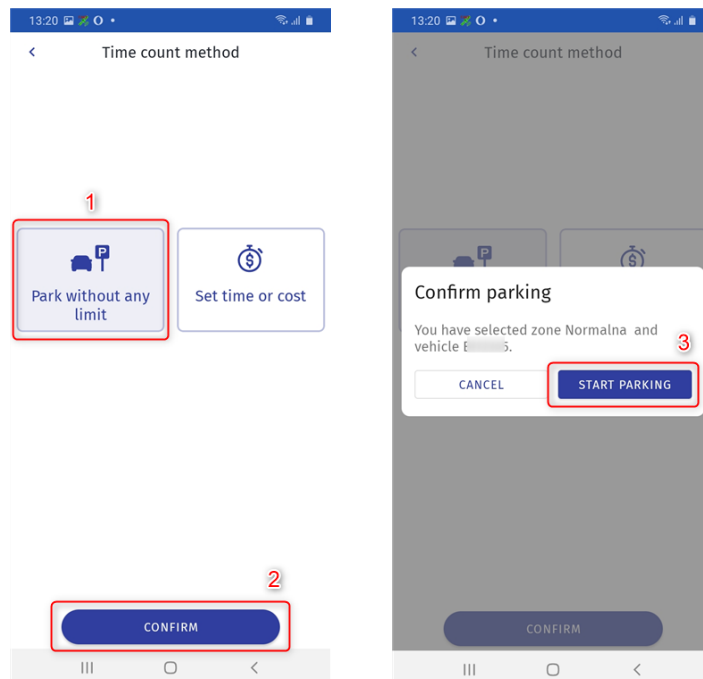 13:20
Time count method
1
Park without any
limit
Set time or cost
2
CONFIRM
13:20
Time count method
Confirm parking
You have selected zone Normalna and
vehicle
3
CANCEL
START PARKING
CONFIRM